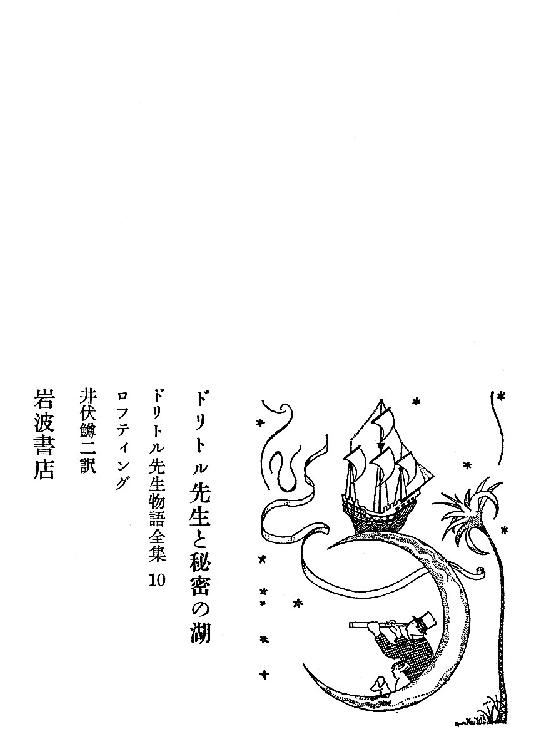 ドリトル先生と秘密の湖
ドリトル先生物語全集 10
ロフティング
井伏鱒二訳
岩波書店